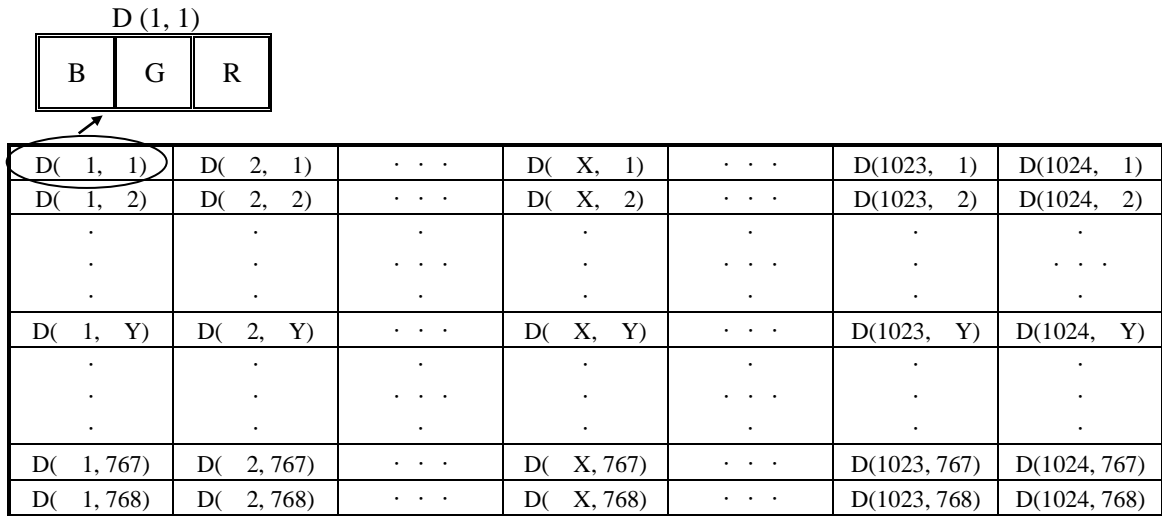 D (1, 1)
B G R
D( 1, 1) D( 2, 1) · · · D( X, 1) · · · D(1023, 1) D(1024, 1)
D( 1, 2) D( 2, 2) · · · D( X, 2) · · · D(1023, 2) D(1024, 2)
· · · · · · ·
· · · · · · · · · · · · ·
· · · · · · ·
D( 1, Y) D( 2, Y) · · · D( X, Y) · · · D(1023, Y) D(1024, Y)
· · · · · · ·
· · · · · · · · · · ·
· · · · · · ·
D( 1, 767) D( 2, 767) · · · D( X, 767) · · · D(1023, 767) D(1024, 767)
D( 1, 768) D( 2, 768) · · · D( X, 768) · · · D(1023, 768) D(1024, 768)